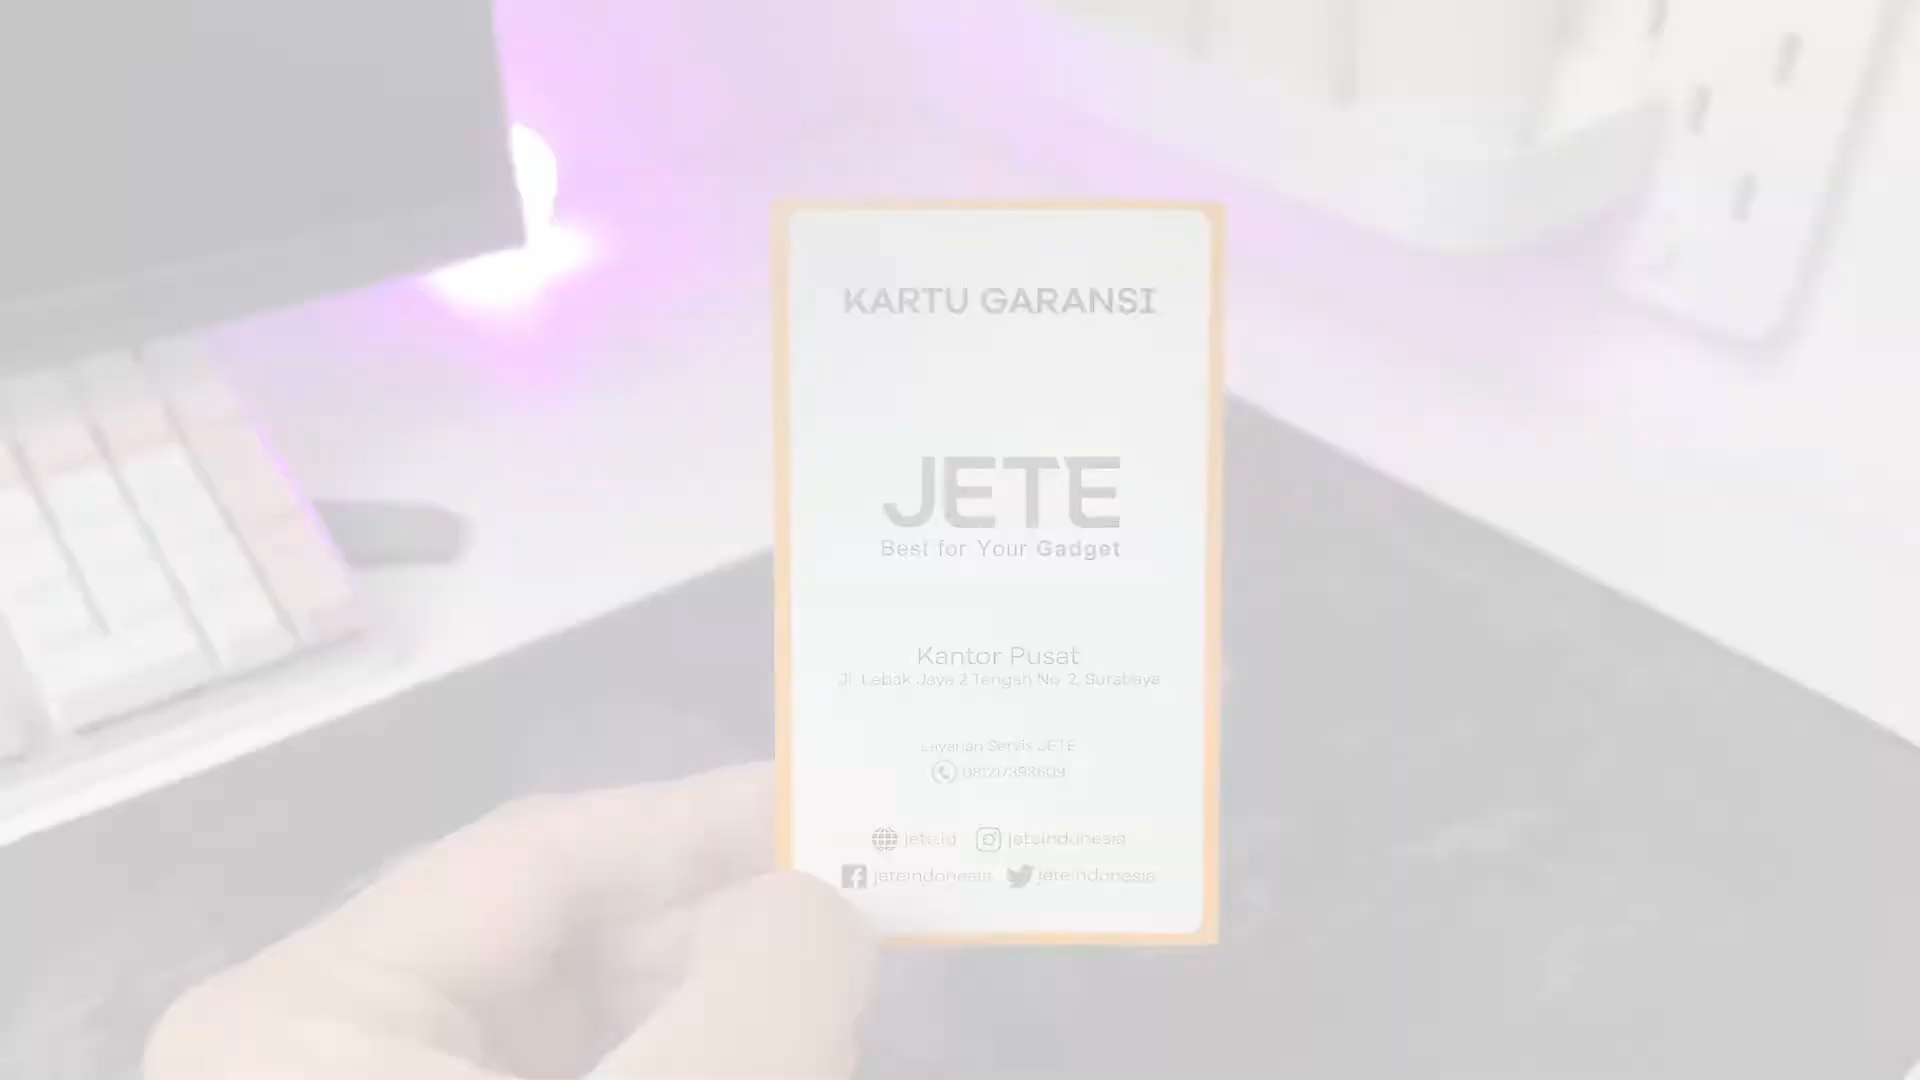 KARTU GARANSI
JETE
Best for Your Gadget
Kantor Pusat
Jl. Lebak Jaya 2 Tengah No. 2, Surabaya
Layanan Servis JETE
jete.id jeteindonesia
jeteindonesia jeteindonesia